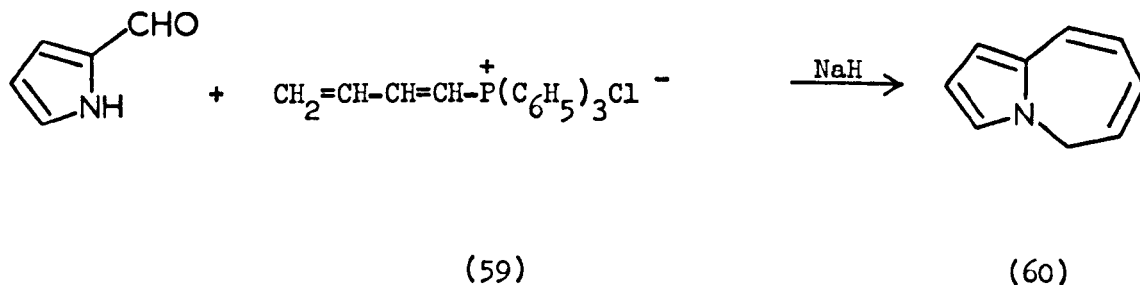 CHO
NH
+
CH2=CH-CH=CH-P+(C6H5)3Cl-
NaH
N
(59)
(60)